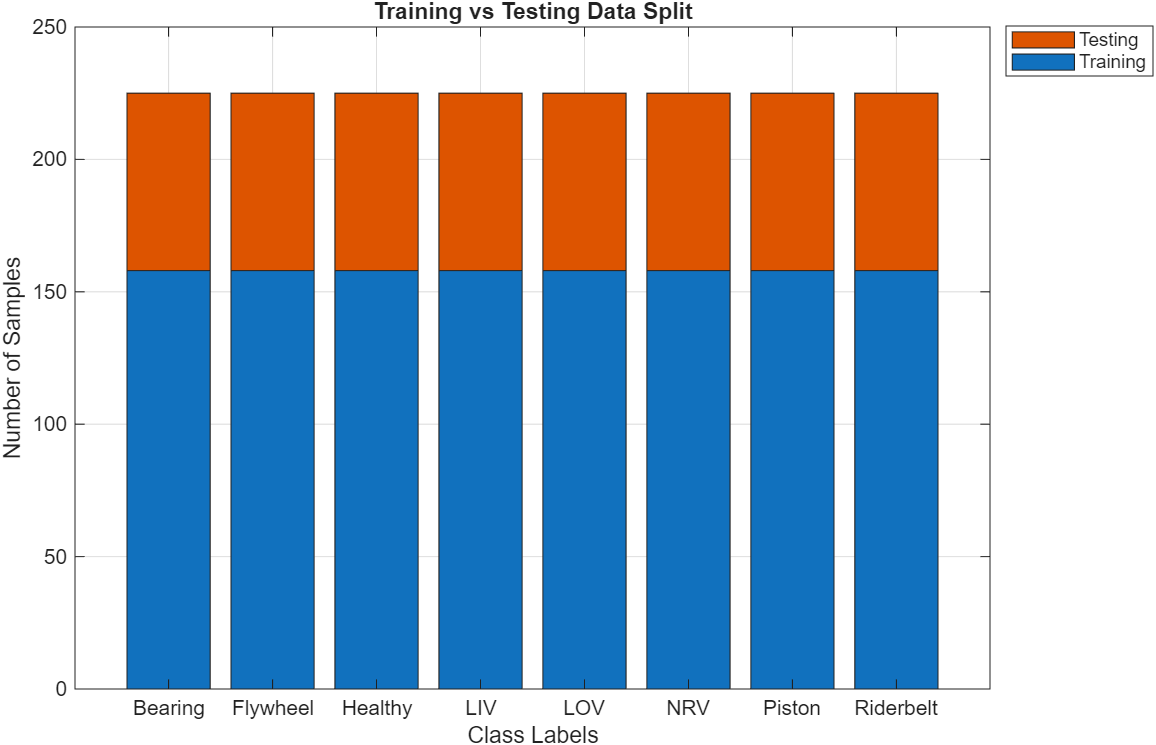 Training vs Testing Data Split
Testing
Training
250
200
150
100
50
0
Number of Samples
Bearing Flywheel Healthy LIV LOV NRV Piston Riderbelt
Class Labels